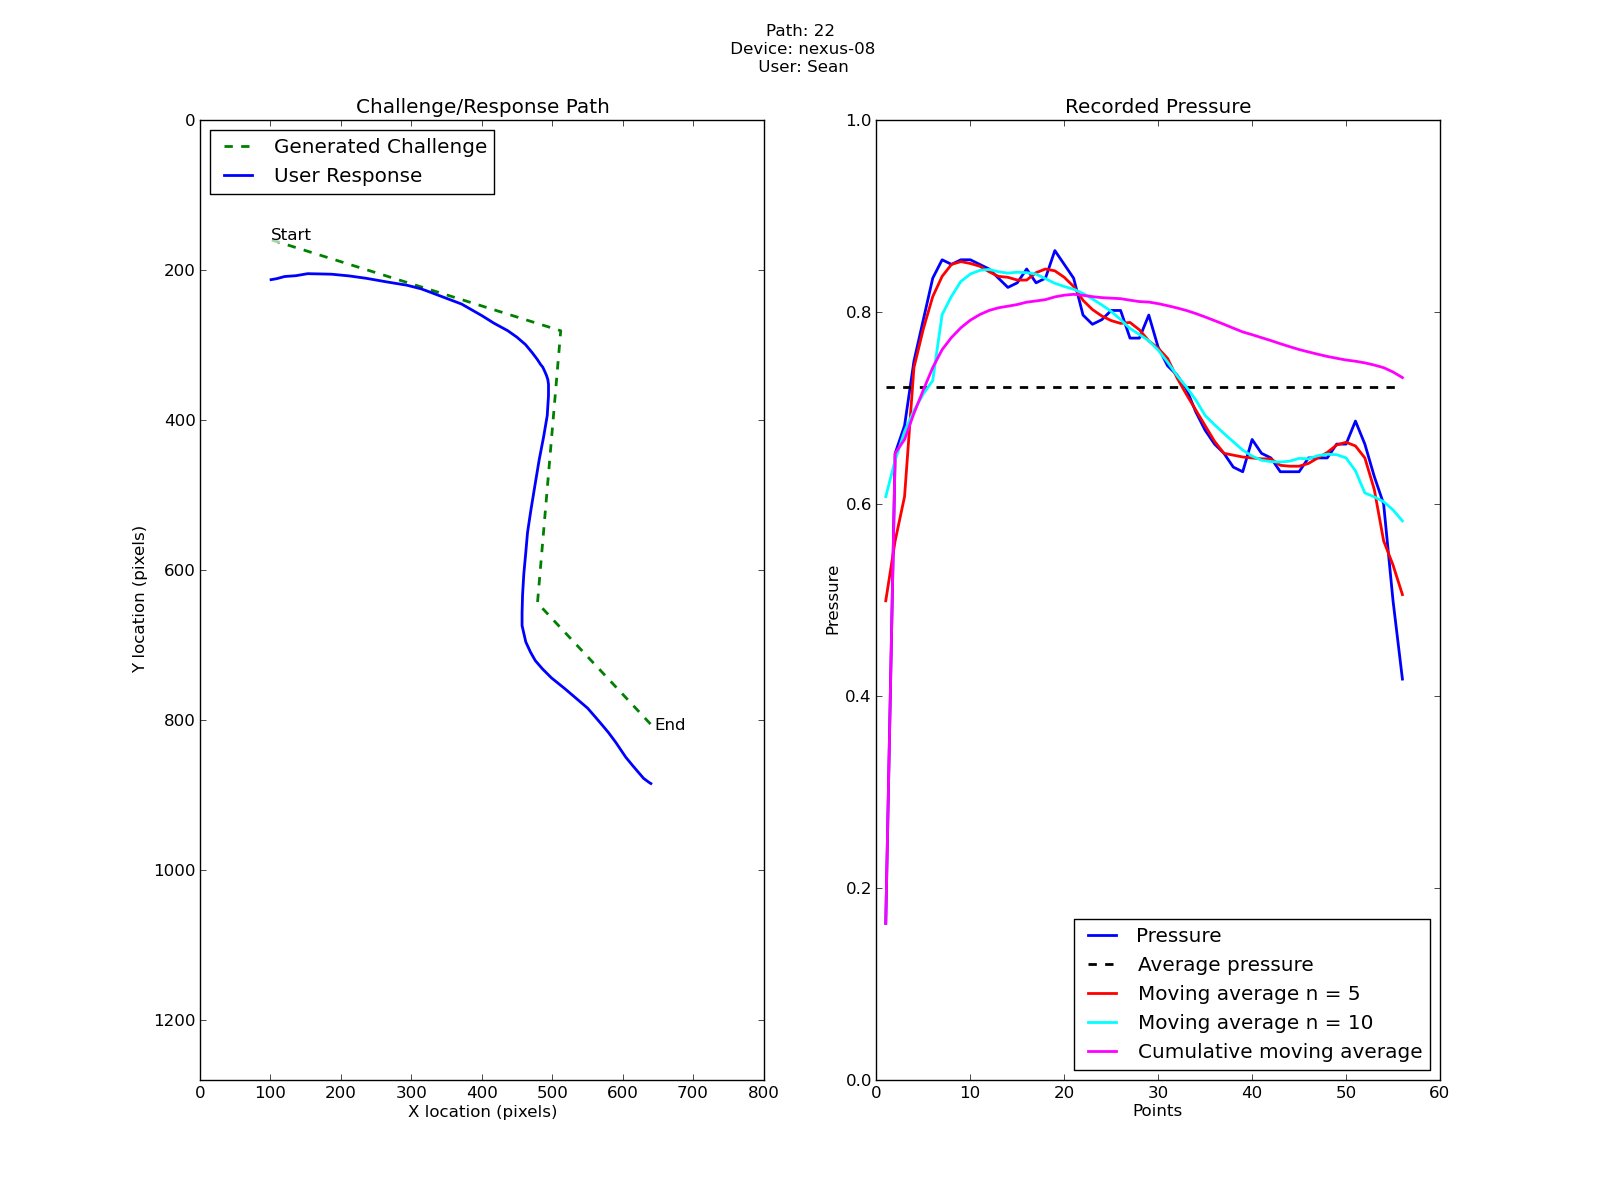 Path: 22
Device: nexus-08
User: Sean
Challenge/Response Path
Generated Challenge
User Response
Start
End
0
200
400
600
800
1000
1200
Y location (pixels)
0 100 200 300 400 500 600 700 800
X location (pixels)
Recorded Pressure
1.0
0.8
0.6
0.4
0.2
0.0
Pressure
Pressure
Average pressure
Moving average n = 5
Moving average n = 10
Cumulative moving average
0 10 20 30 40 50 60
Points